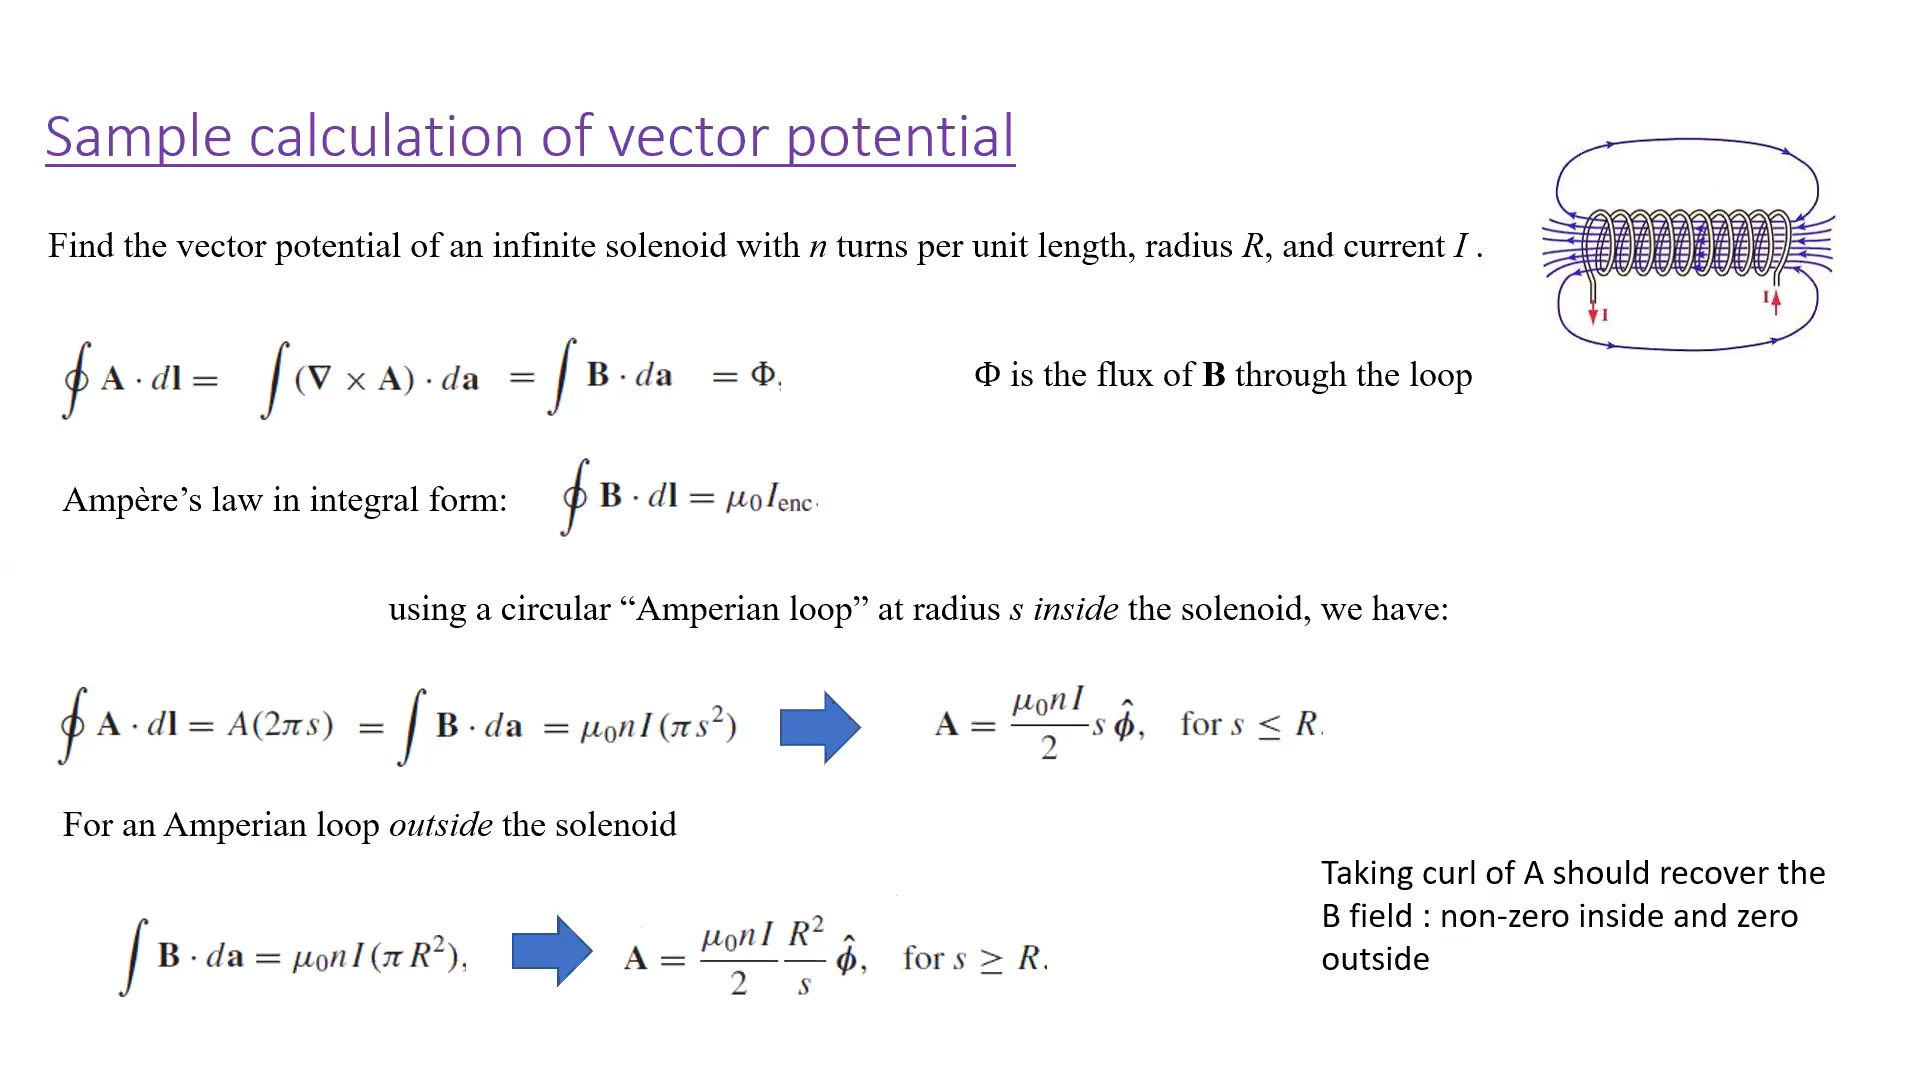 Sample calculation of vector potential
Find the vector potential of an infinite solenoid with n turns per unit length, radius R, and current I .
I
I
∮ A · dl = ∫ (∇ × A) · da = ∫ B · da = Φ,
Φ is the flux of B through the loop
Ampère’s law in integral form: ∮ B · dl = μ₀I_enc.
using a circular “Amperian loop” at radius s inside the solenoid, we have:
∮ A · dl = A(2πs) = ∫ B · da = μ₀nI(πs²)
A = μ₀nI/2 s ϕ̂, for s ≤ R.
For an Amperian loop outside the solenoid
∫ B · da = μ₀nI(πR²),
A = μ₀nI/2 R²/s ϕ̂, for s ≥ R.
Taking curl of A should recover the
B field : non-zero inside and zero
outside